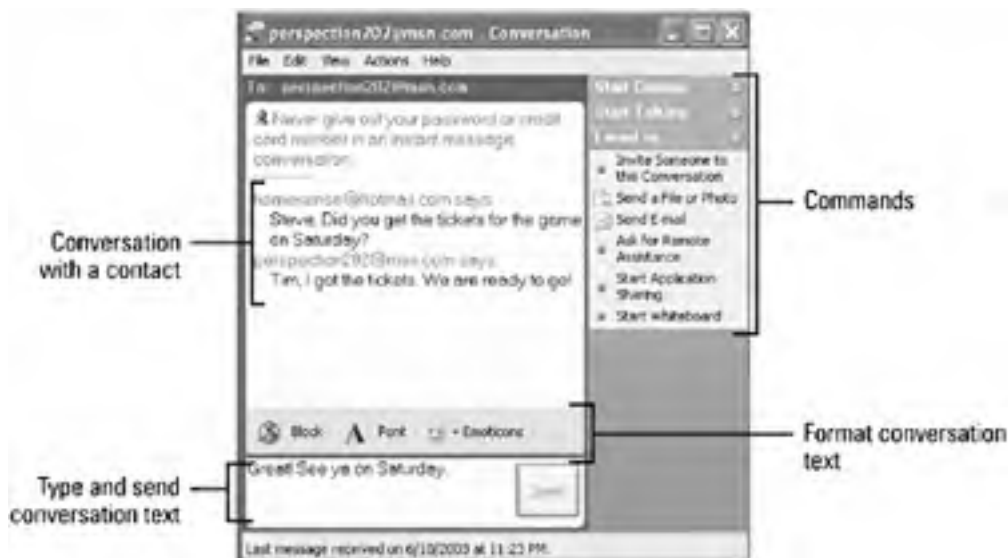 perspection202@msn.com - Conversation
File Edit View Actions Help
To: perspection202@msn.com
Never give out your password or credit
card number in an instant message
conversation.
homesense@hotmail.com says:
Steve, Did you get the tickets for the game
on Saturday?
perspection202@msn.com says:
Tim, I got the tickets. We are ready to go!
Block
Font
Emoticons
Great! See ya on Saturday.
Send
Last message received on 6/10/2003 at 11:23 PM.
Start Camera
Start Talking
I want to...
Invite Someone to
this Conversation
Send a File or Photo
Send E-mail
Ask for Remote
Assistance
Start Application
Sharing
Start Whiteboard
Conversation
with a contact
Type and send
conversation text
Commands
Format conversation
text